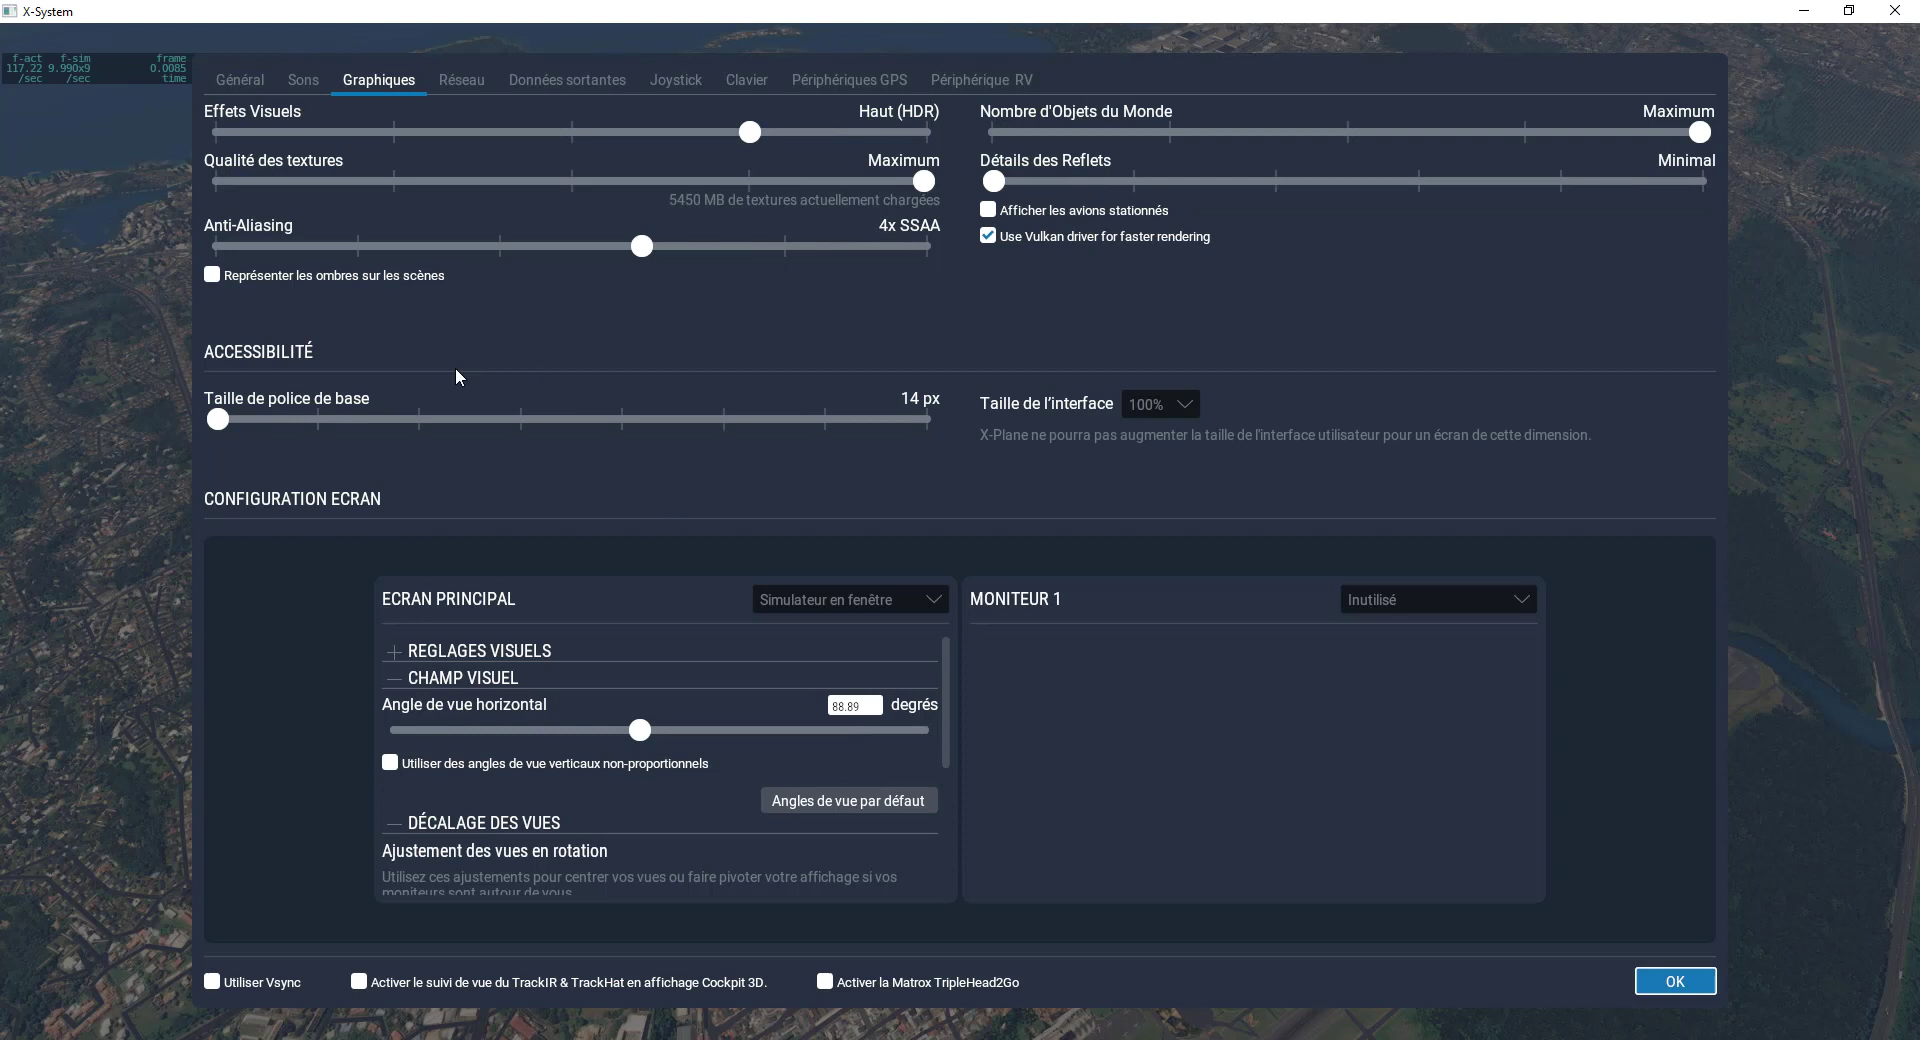 X-System
f-act f-sim frame
117.22 9.990x9 0.0085
/sec /sec time
Général Sons Graphiques Réseau Données sortantes Joystick Clavier Périphériques GPS Périphérique RV
Effets Visuels Haut (HDR)
Qualité des textures Maximum
5450 MB de textures actuellement chargées
Anti-Aliasing 4x SSAA
Représenter les ombres sur les scènes
Nombre d'Objets du Monde Maximum
Détails des Reflets Minimal
Afficher les avions stationnés
Use Vulkan driver for faster rendering
ACCESSIBILITÉ
Taille de police de base 14 px
Taille de l'interface 100%
X-Plane ne pourra pas augmenter la taille de l'interface utilisateur pour un écran de cette dimension.
CONFIGURATION ECRAN
ECRAN PRINCIPAL Simulateur en fenêtre
REGLAGES VISUELS
CHAMP VISUEL
Angle de vue horizontal 88.89 degrés
Utiliser des angles de vue verticaux non-proportionnels
Angles de vue par défaut
DÉCALAGE DES VUES
Ajustement des vues en rotation
Utilisez ces ajustements pour centrer vos vues ou faire pivoter votre affichage si vos
moniteurs sont autour de vous
MONITEUR 1 Inutilisé
Utiliser Vsync Activer le suivi de vue du TrackIR & TrackHat en affichage Cockpit 3D. Activer la Matrox TripleHead2Go OK